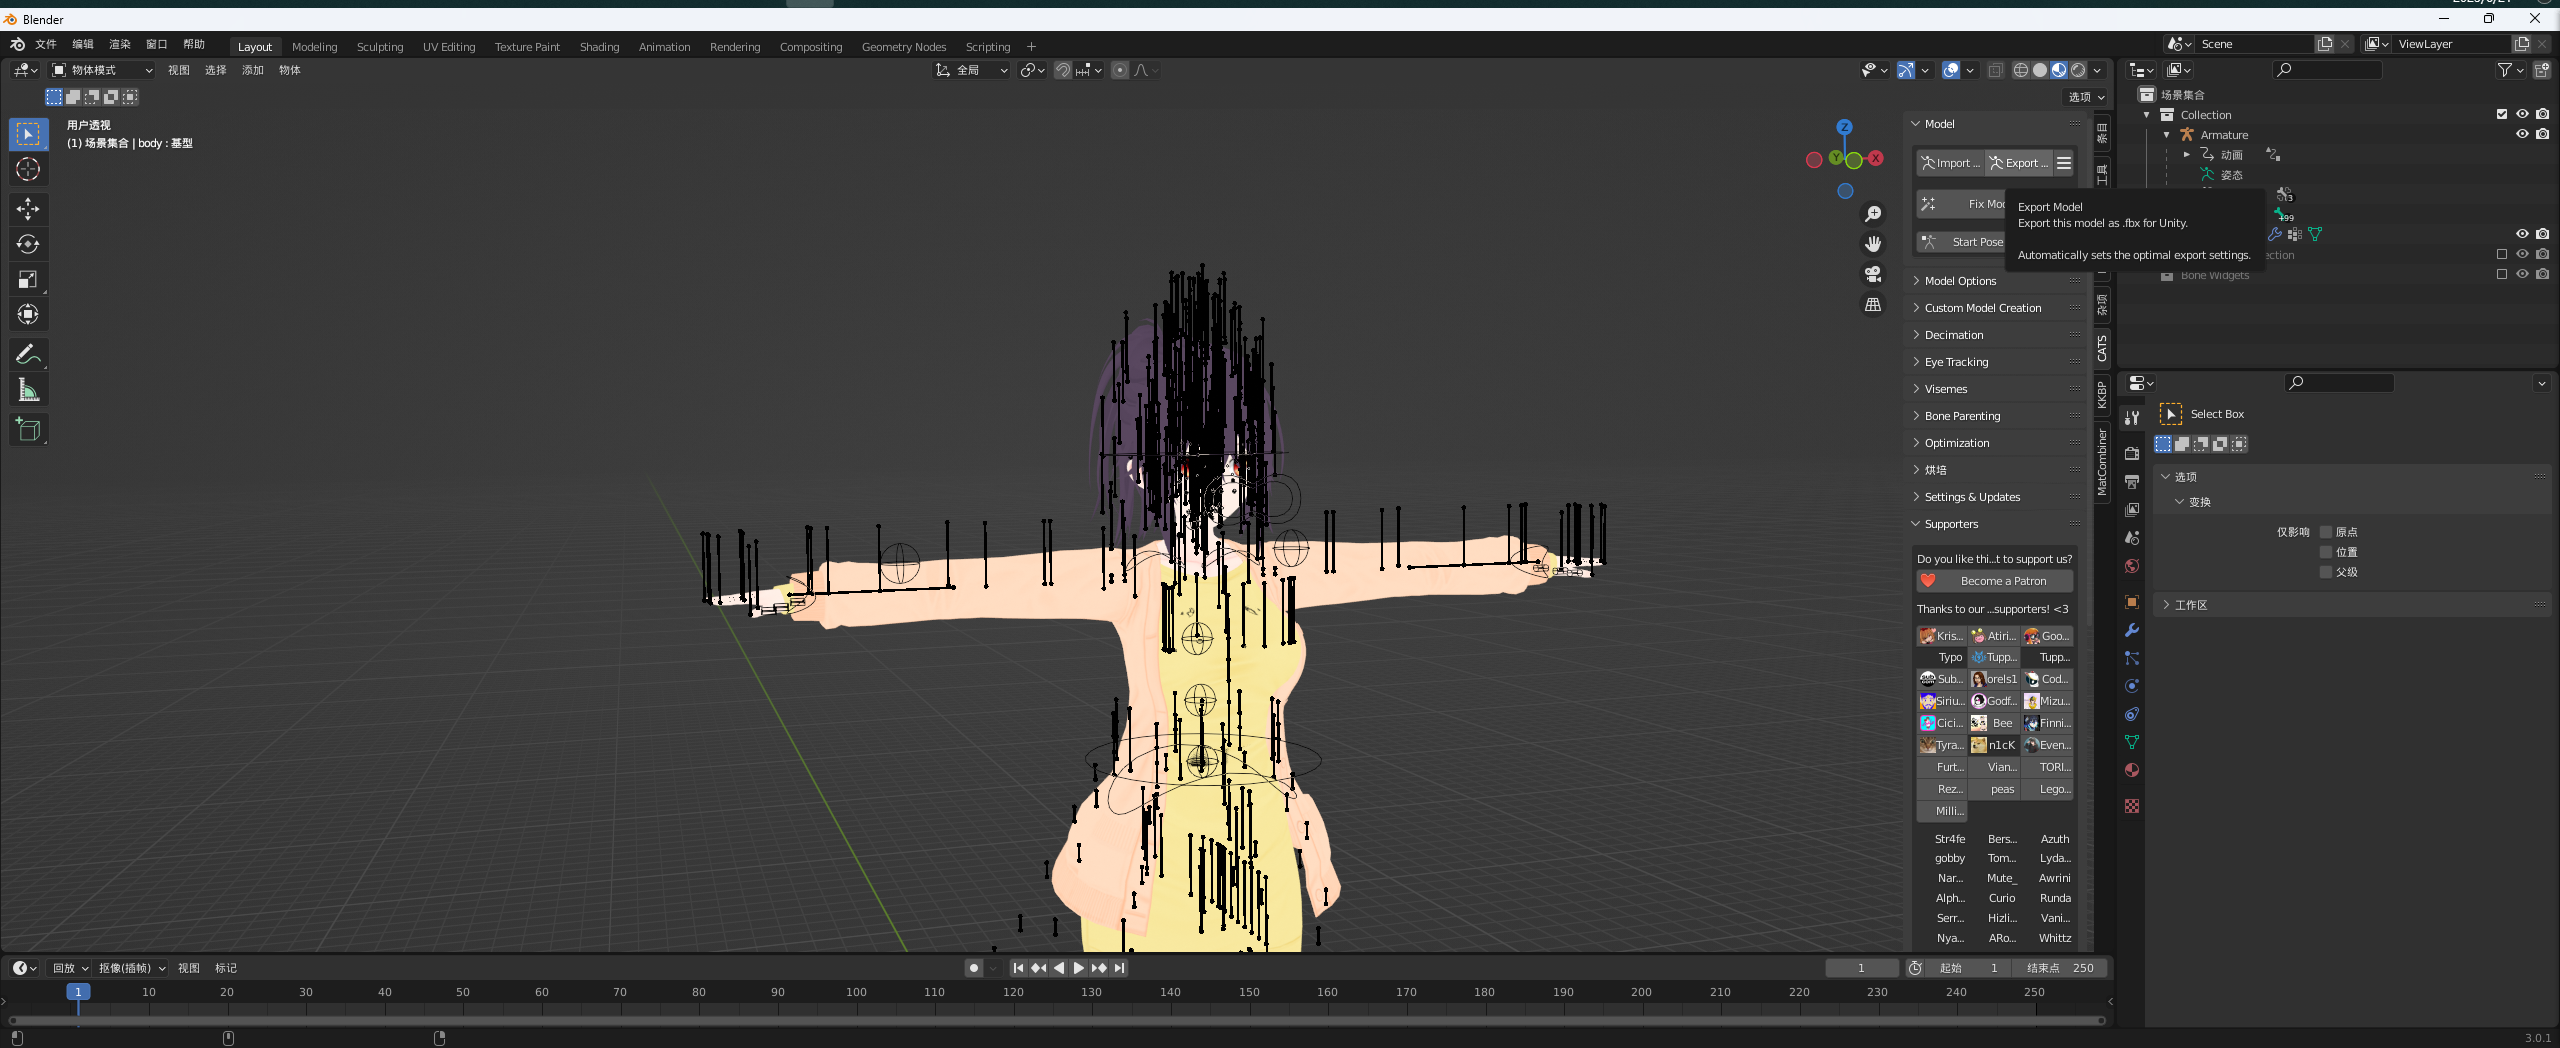 Blender
文件 编辑 渲染 窗口 帮助 Layout Modeling Sculpting UV Editing Texture Paint Shading Animation Rendering Compositing Geometry Nodes Scripting + Scene ViewLayer
物体模式 视图 选择 添加 物体 全局
选项
用户透视
(1) 场景集合 | body : 基型
Z
Y X
Model
Import ... Export ...
Fix Mod
Start Pose
Export Model
Export this model as .fbx for Unity.
Automatically sets the optimal export settings.
Model Options
Custom Model Creation
Decimation
Eye Tracking
Visemes
Bone Parenting
Optimization
烘培
Settings & Updates
Supporters
Do you like thi...t to support us?
Become a Patron
Thanks to our ...supporters! <3
Kris... Atiri... Goo...
Typo Tupp... Tupp...
Sub... orels1 Cod...
Siriu... Godf... Mizu...
Cici... Bee Finni...
Tyra... n1cK Even...
Furt... Vian... TORI...
Rez... peas Lego...
Milli...
Str4fe Bers... Azuth
gobby Tom... Lyda...
Nar... Mute_ Awrini
Alph... Curio Runda
Serr... Hizli... Vani...
Nya... ARo... Whittz
条目
工具
杂项
CATS
KKBP
MatCombiner
场景集合
Collection
Armature
动画
姿态
13
+99
ection
Bone Widgets
Select Box
选项
变换
仅影响 原点
位置
父级
工作区
回放 抠像(插帧) 视图 标记 1 起始 1 结束点 250
1 10 20 30 40 50 60 70 80 90 100 110 120 130 140 150 160 170 180 190 200 210 220 230 240 250
3.0.1